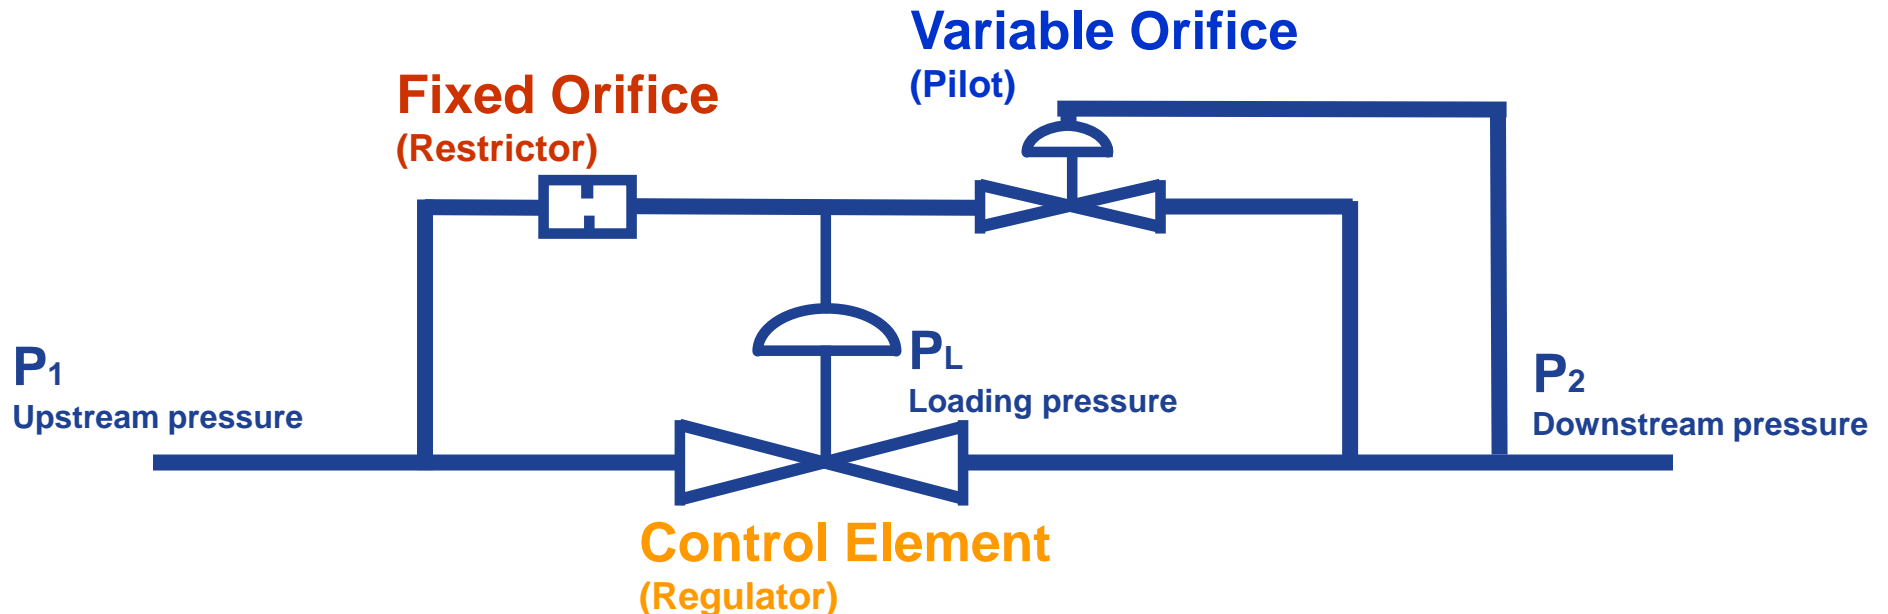 Variable Orifice
(Pilot)
Fixed Orifice
(Restrictor)
P1
Upstream pressure
PL
Loading pressure
P2
Downstream pressure
Control Element
(Regulator)